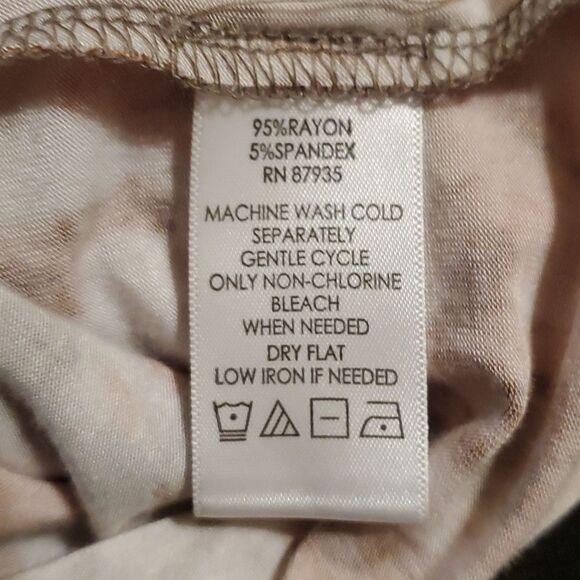 95%RAYON
5%SPANDEX
RN 87935
MACHINE WASH COLD
SEPARATELY
GENTLE CYCLE
ONLY NON-CHLORINE
BLEACH
WHEN NEEDED
DRY FLAT
LOW IRON IF NEEDED